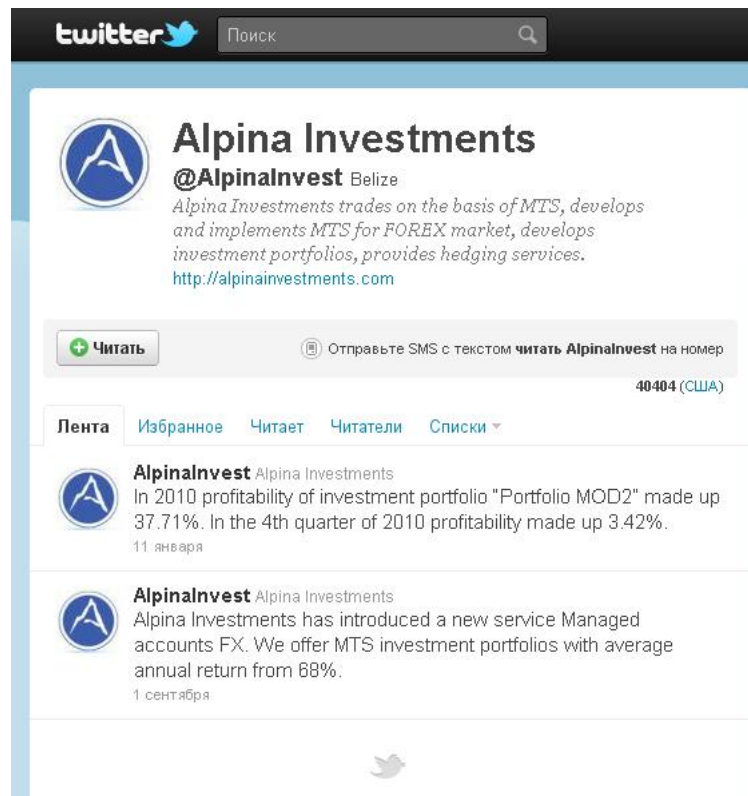 twitter
Поиск
Alpina Investments
@AlpinaInvest Belize
Alpina Investments trades on the basis of MTS, develops
and implements MTS for FOREX market, develops
investment portfolios, provides hedging services.
http://alpinainvestments.com
Читать
Отправьте SMS с текстом читать AlpinaInvest на номер
40404 (США)
Лента Избранное Читает Читатели Списки
AlpinaInvest Alpina Investments
In 2010 profitability of investment portfolio "Portfolio MOD2" made up
37.71%. In the 4th quarter of 2010 profitability made up 3.42%.
11 января
AlpinaInvest Alpina Investments
Alpina Investments has introduced a new service Managed
accounts FX. We offer MTS investment portfolios with average
annual return from 68%.
1 сентября